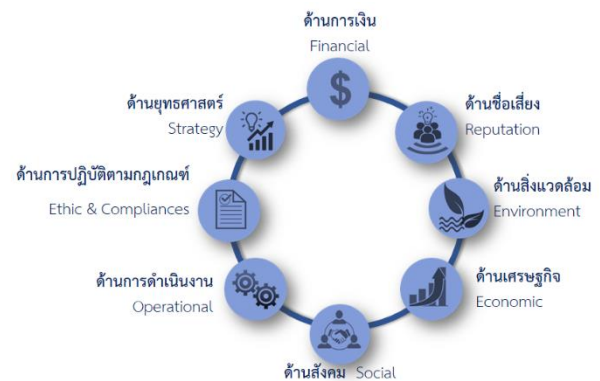 ด้านการเงิน
Financial
ด้านชื่อเสียง
Reputation
ด้านสิ่งแวดล้อม
Environment
ด้านเศรษฐกิจ
Economic
ด้านสังคม Social
ด้านการดำเนินงาน
Operational
ด้านการปฏิบัติตามกฎเกณฑ์
Ethic & Compliances
ด้านยุทธศาสตร์
Strategy